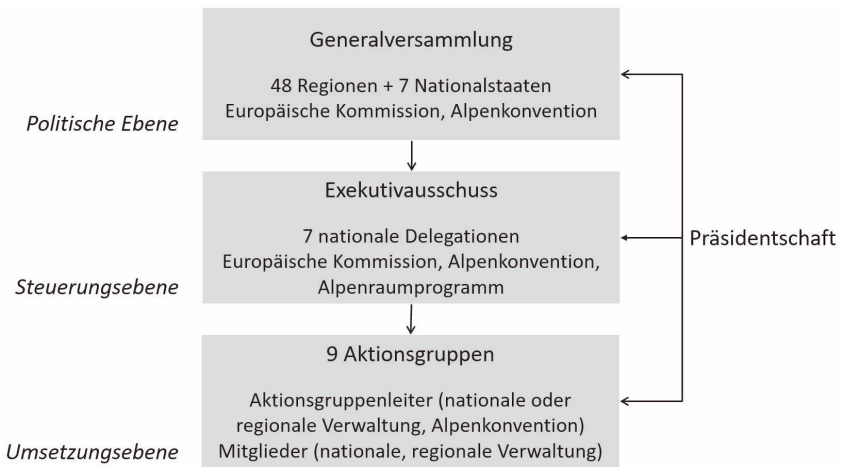 Generalversammlung
48 Regionen + 7 Nationalstaaten
Europäische Kommission, Alpenkonvention
Politische Ebene
Exekutivausschuss
7 nationale Delegationen
Europäische Kommission, Alpenkonvention,
Alpenraumprogramm
Steuerungsebene
Präsidentschaft
9 Aktionsgruppen
Aktionsgruppenleiter (nationale oder
regionale Verwaltung, Alpenkonvention)
Mitglieder (nationale, regionale Verwaltung)
Umsetzungsebene